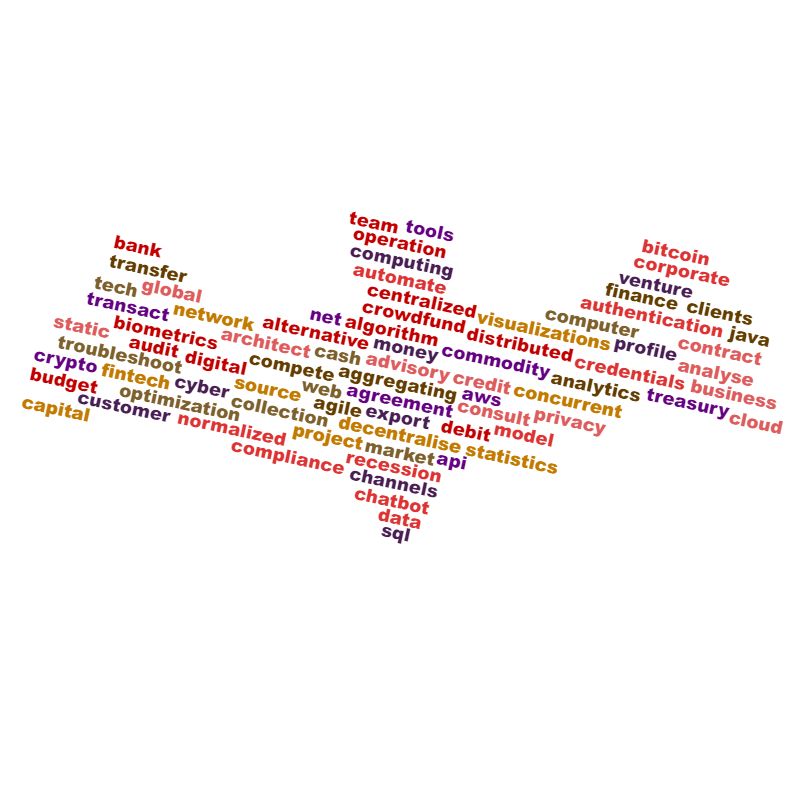 team tools
bank
operation
bitcoin
computing
corporate
transfer
automate
venture
tech global
centralized
finance clients
transact
network
net
crowdfund
visualizations
computer
authentication
java
static
biometrics
alternative
algorithm
distributed
profile
contract
troubleshoot
audit
architect
cash
money
commodity
credentials
analyse
crypto
fintech
digital
compete
advisory
credit
analytics
business
budget
cyber
source
web
aggregating
aws
concurrent
treasury
cloud
capital
customer
optimization
collection
agile
agreement
export
consult
privacy
normalized
project
decentralise
debit
model
compliance
market
api
statistics
recession
channels
chatbot
data
sql